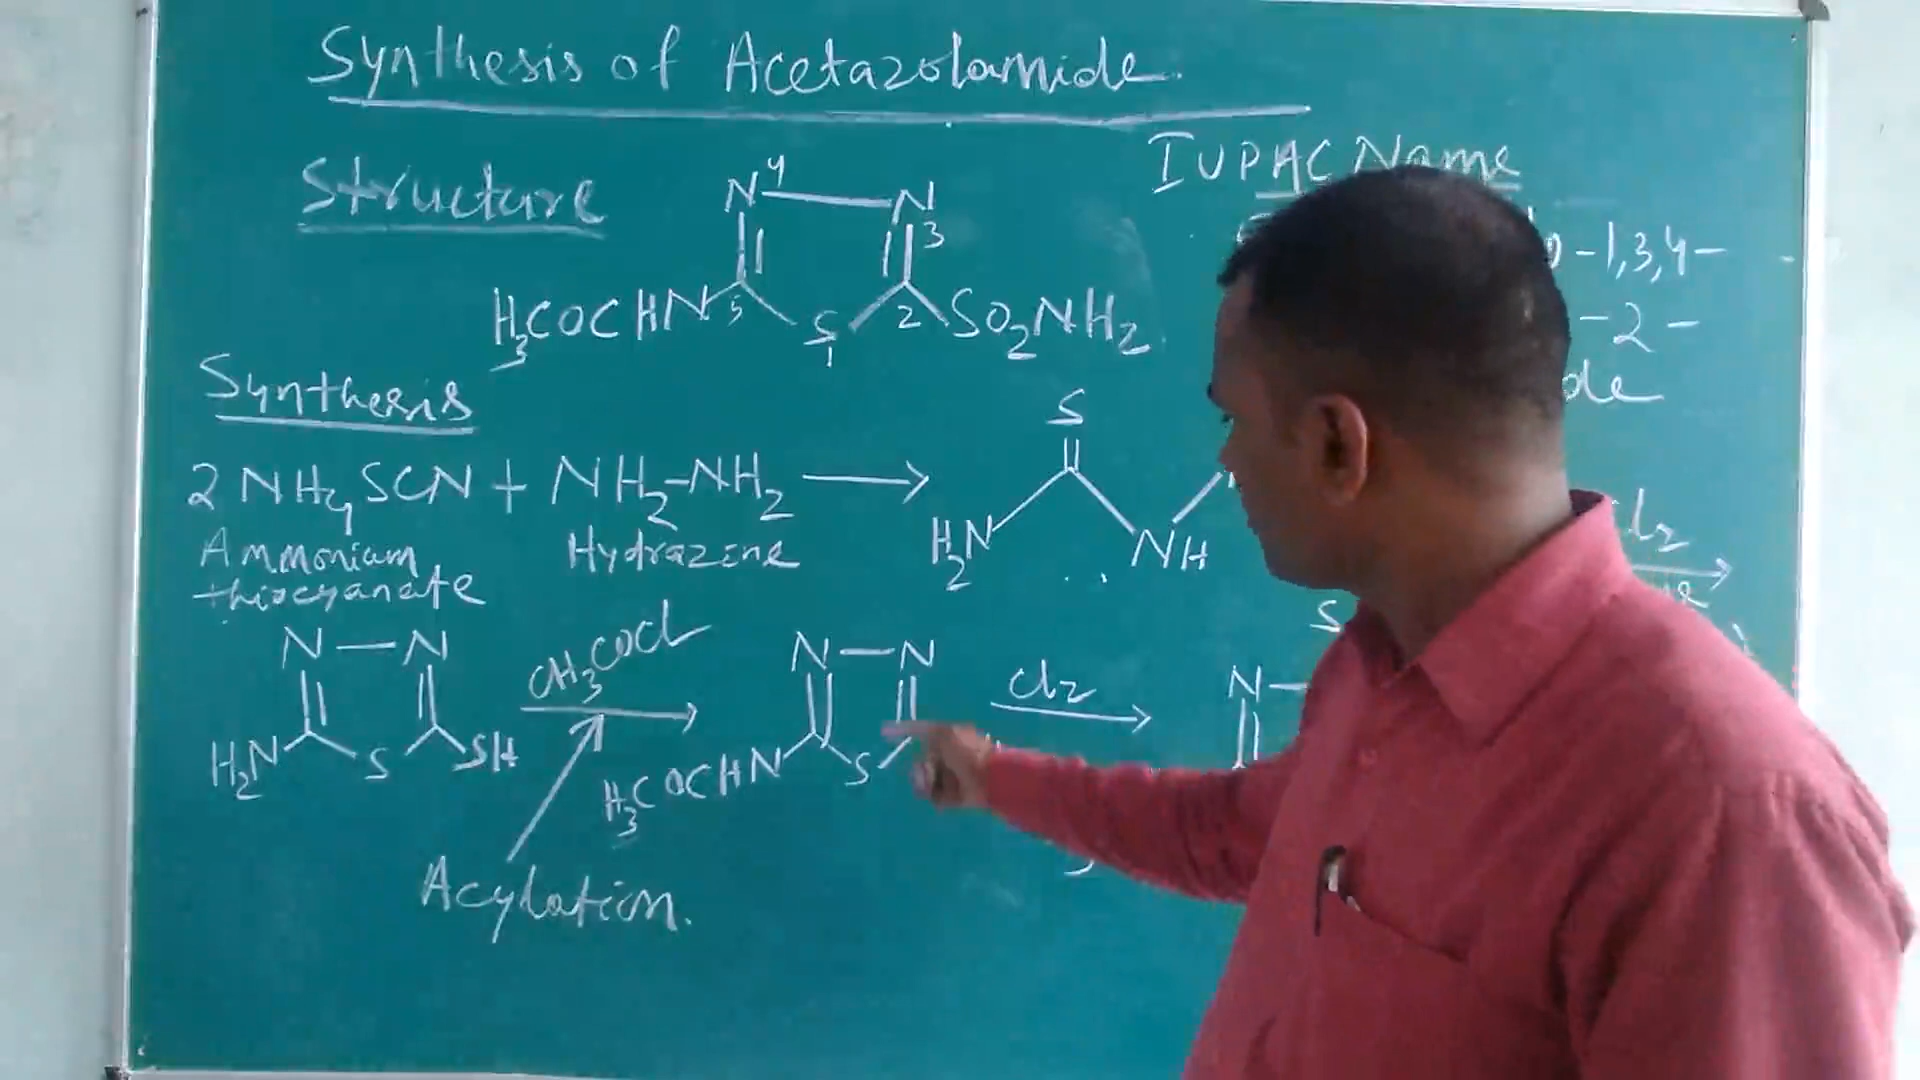 Synthesis of Acetazolamide
Structure
N 4 N 3
H3COCHN 5 S 1 2 SO2NH2
IUPAC Name
-1,3,4-
-2-
de
Synthesis
2 NH4SCN + NH2-NH2
S
H2N NH
Ammonium
thiocyanate
Hydrazine
l2
N — N
H2N S SH
CH3COCl
N — N
H3COCHN S
Cl2
S
N
Acylation.